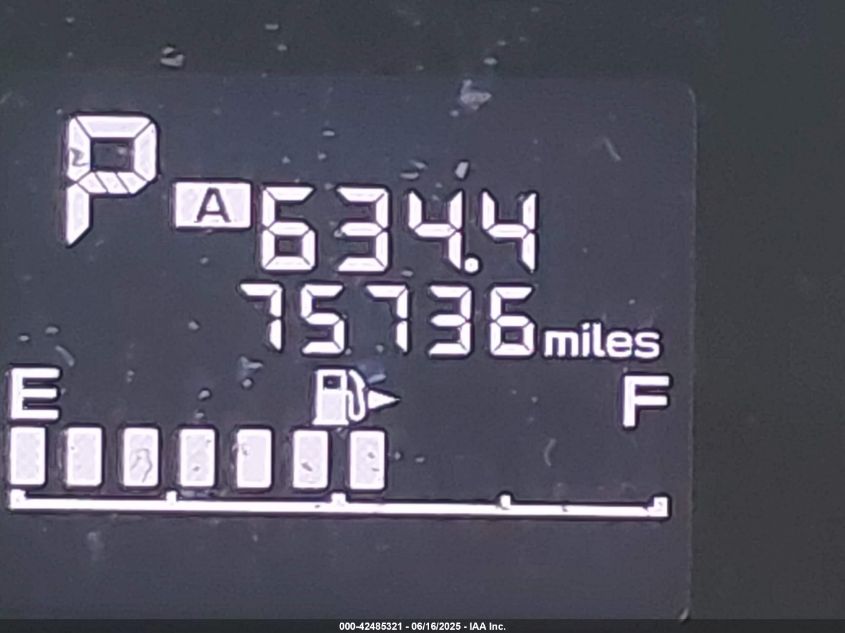 P A 634.4
75736 miles
E F
000-42485321 - 06/16/2025 - IAA Inc.